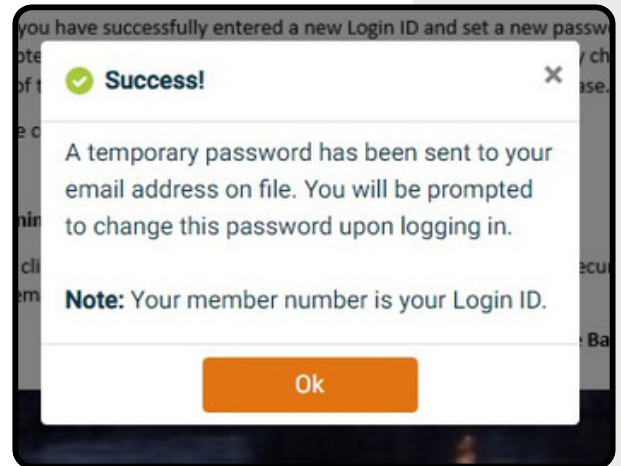 you have successfully entered a new Login ID and set a new
Success!
A temporary password has been sent to your
email address on file. You will be prompted
to change this password upon logging in.
Note: Your member number is your Login ID.
Ok